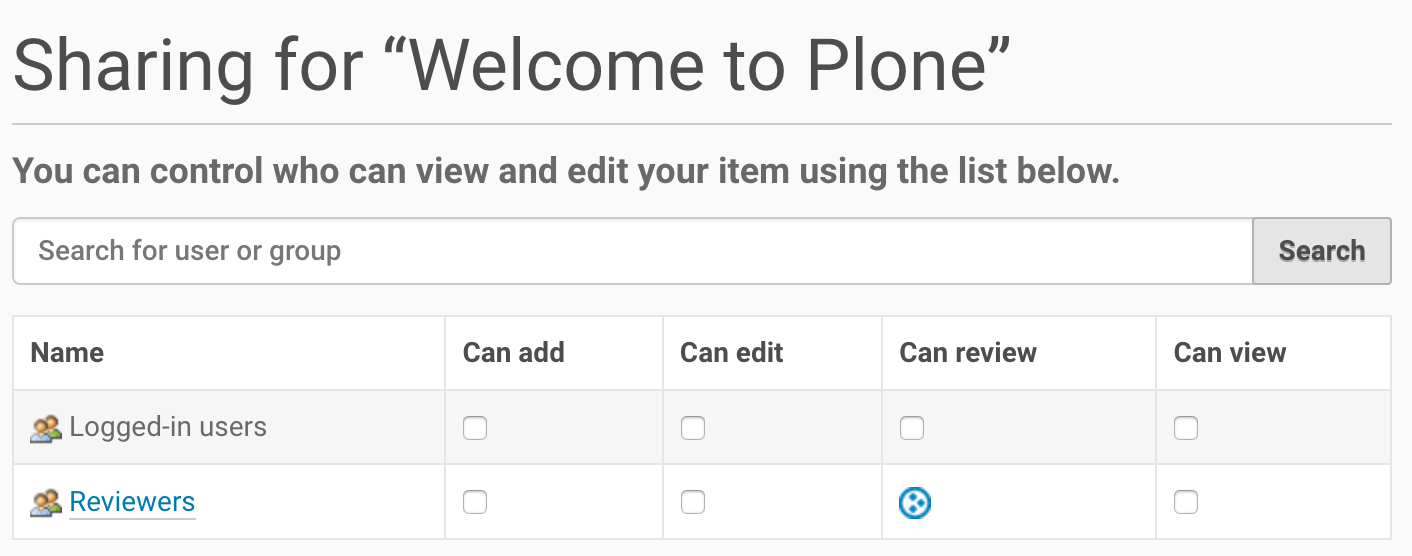 Sharing for “Welcome to Plone”
You can control who can view and edit your item using the list below.
Search for user or group Search
Name Can add Can edit Can review Can view
Logged-in users
Reviewers